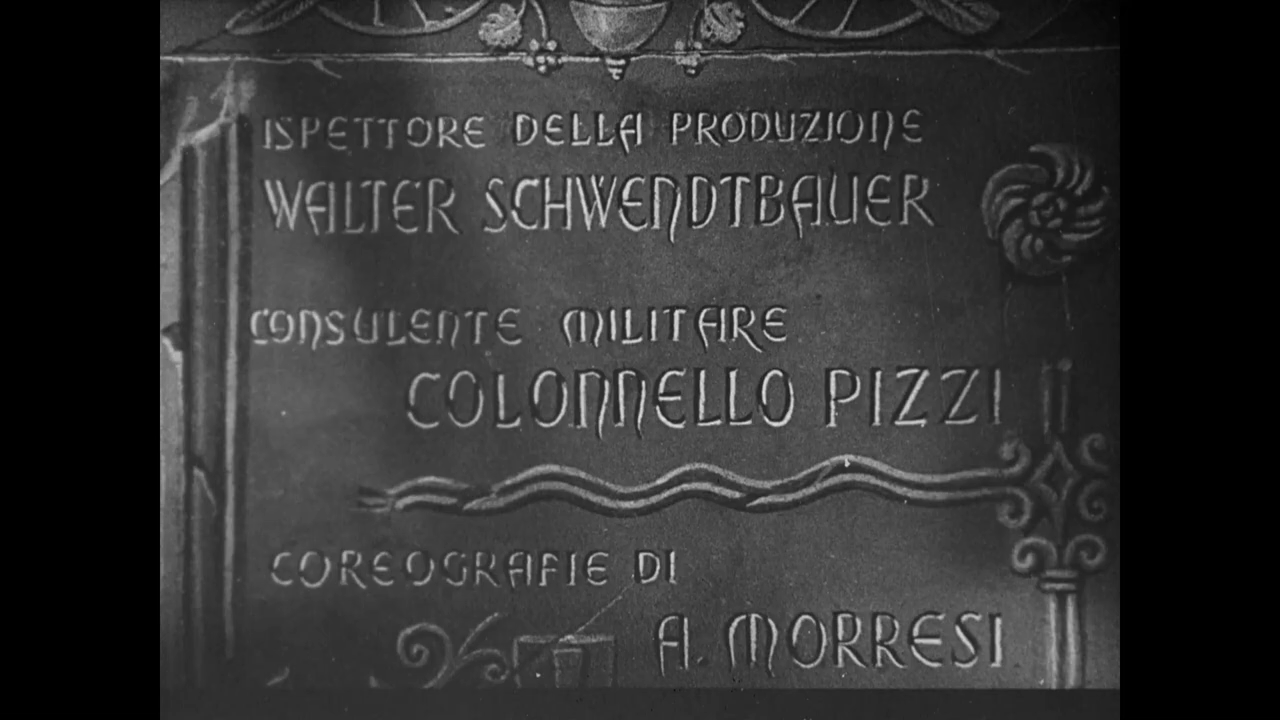 ISPETTORE DELLA PRODUZIONE
WALTER SCHWENDTBAUER
CONSULENTE MILITARE
COLONNELLO PIZZI
COREOGRAFIE DI
A. MORRESI